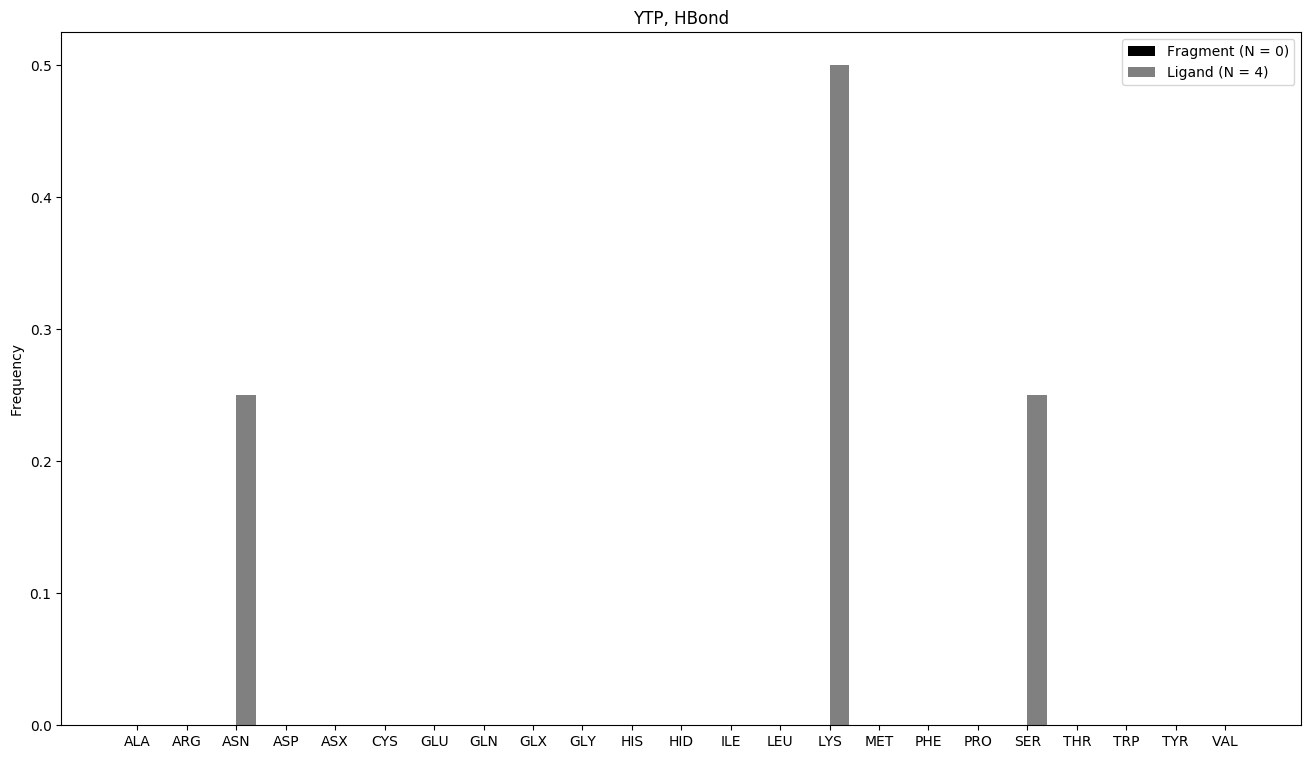 YTP, HBond
Fragment (N = 0)
Ligand (N = 4)
Frequency
0.5
0.4
0.3
0.2
0.1
0.0
ALA ARG ASN ASP ASX CYS GLU GLN GLX GLY HIS HID ILE LEU LYS MET PHE PRO SER THR TRP TYR VAL